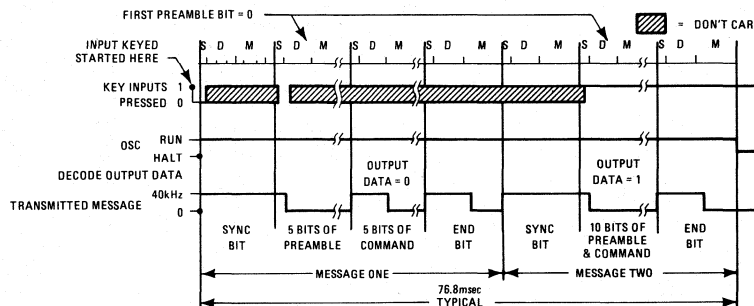 FIRST PREAMBLE BIT = 0
= DON'T CAR
INPUT KEYED
STARTED HERE
S D M S D M S D M S D M S D M S D M S D M
KEY INPUTS 1
PRESSED 0
OSC RUN
HALT
DECODE OUTPUT DATA
OUTPUT
DATA = 0
OUTPUT
DATA = 1
TRANSMITTED MESSAGE 40kHz
0
SYNC
BIT
5 BITS OF
PREAMBLE
5 BITS OF
COMMAND
END
BIT
SYNC
BIT
10 BITS OF
PREAMBLE
& COMMAND
END
BIT
MESSAGE ONE
MESSAGE TWO
76.8msec
TYPICAL